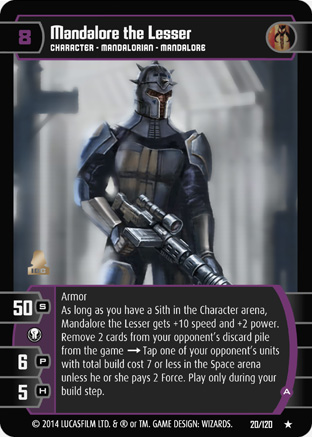 8
Mandalore the Lesser
CHARACTER • MANDALORIAN • MANDALORE
50 S
6 P
5 H
Armor
As long as you have a Sith in the Character arena,
Mandalore the Lesser gets +10 speed and +2 power.
Remove 2 cards from your opponent's discard pile
from the game → Tap one of your opponent's units
with total build cost 7 or less in the Space arena
unless he or she pays 2 Force. Play only during your
build step.
A
© 2014 LUCASFILM LTD. & ® OR TM. GAME DESIGN: WIZARDS. 20/120 ★